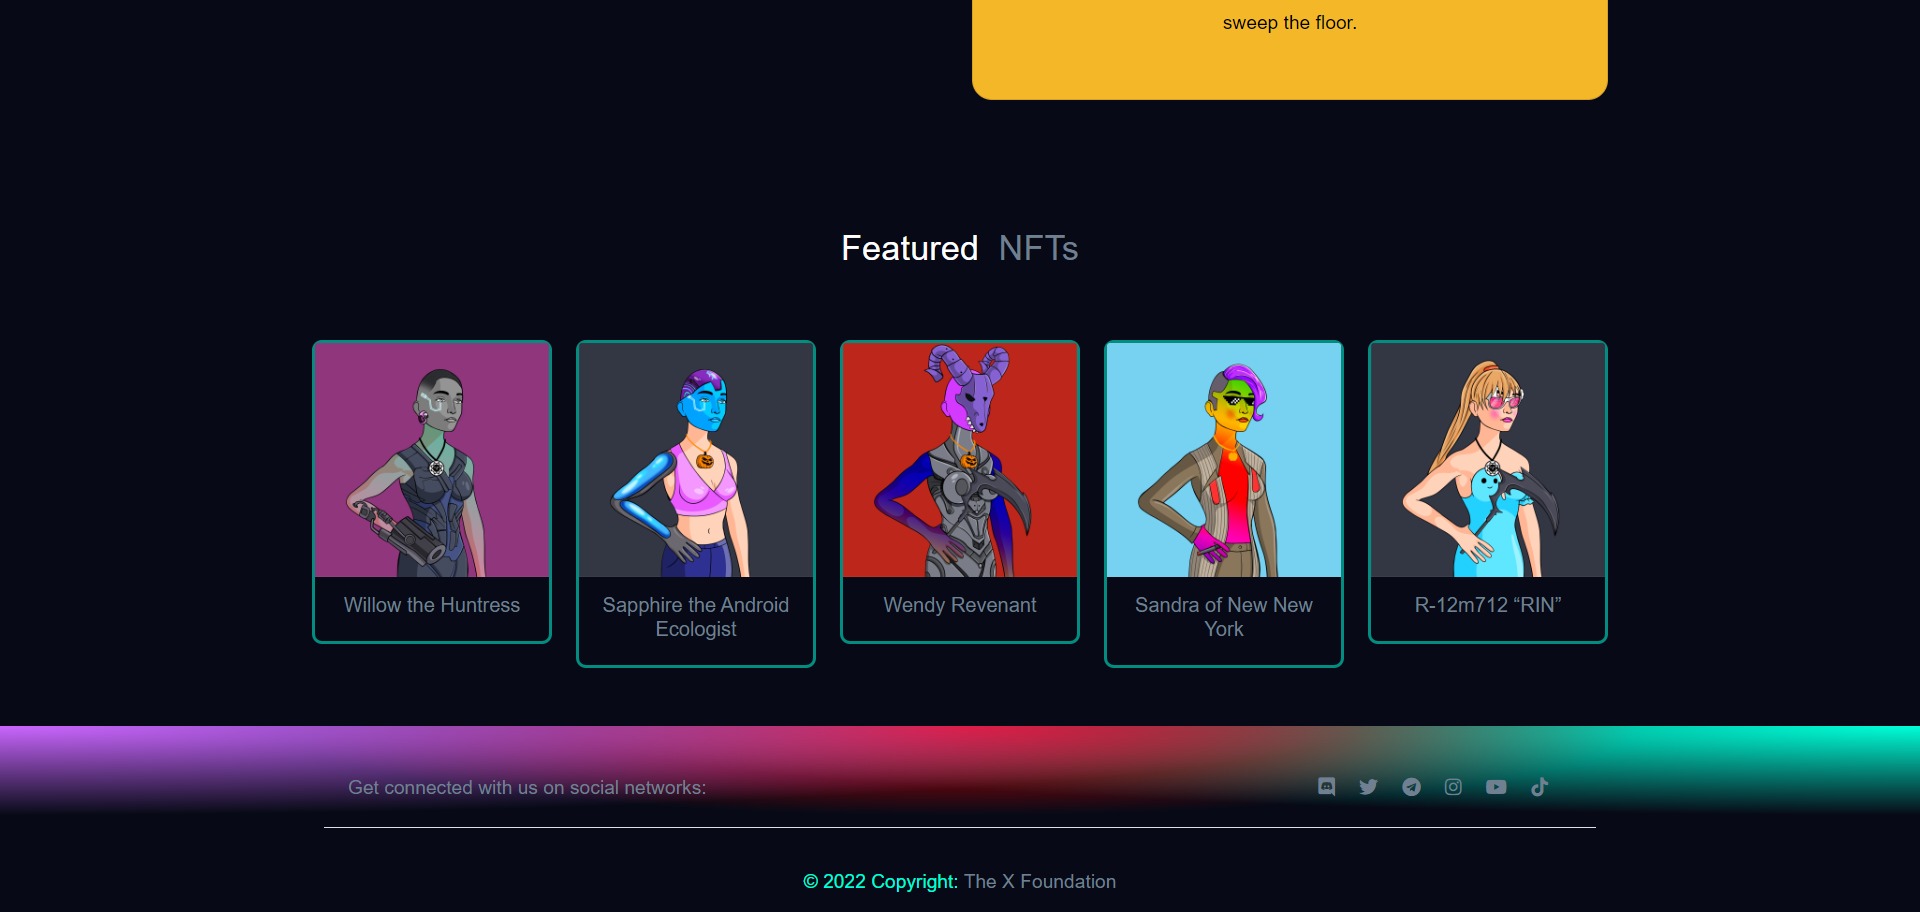 sweep the floor.
Featured NFTs
Willow the Huntress
Sapphire the Android
Ecologist
Wendy Revenant
Sandra of New New
York
R-12m712 “RIN”
Get connected with us on social networks:
© 2022 Copyright: The X Foundation